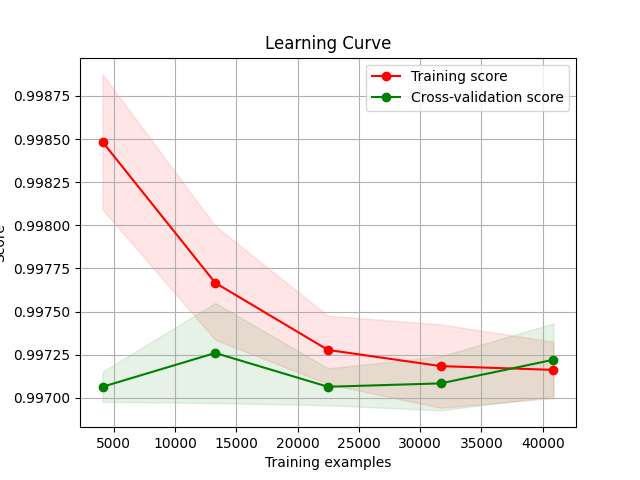 Learning Curve
Training score
Cross-validation score
0.99875
0.99850
0.99825
0.99800
0.99775
0.99750
0.99725
0.99700
5000 10000 15000 20000 25000 30000 35000 40000
Training examples